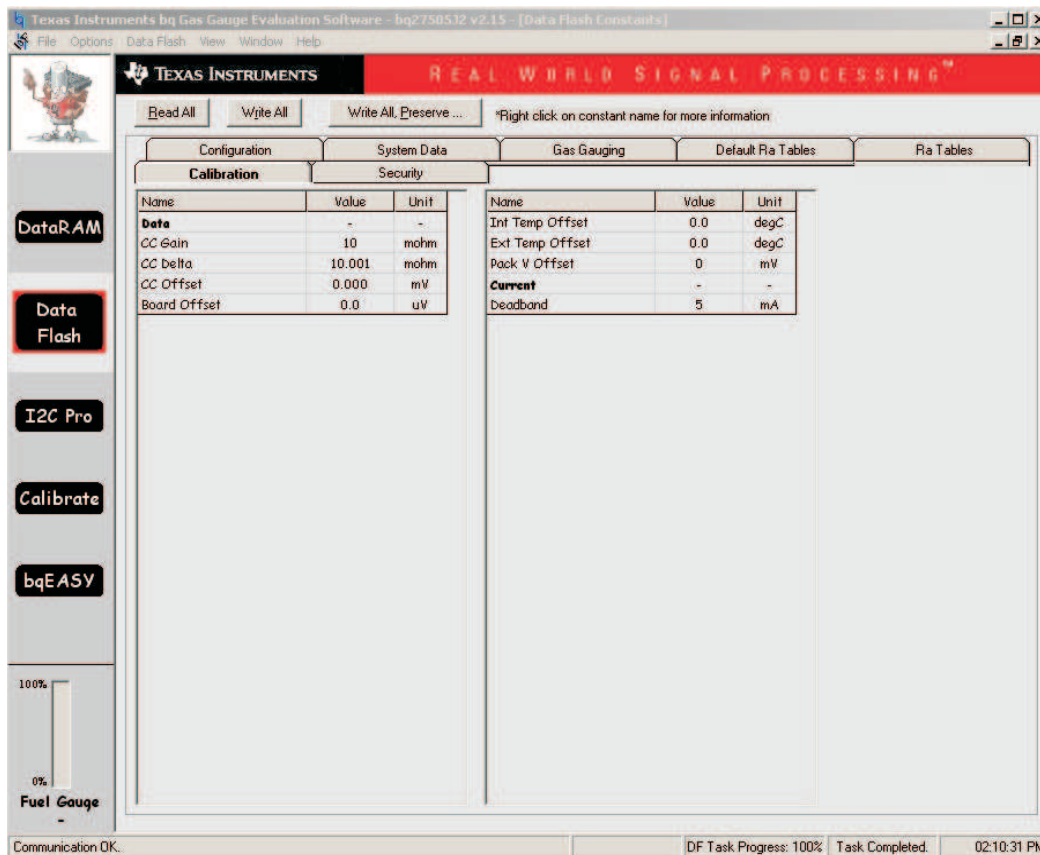 Texas Instruments bq Gas Gauge Evaluation Software - bq2750532 v2.15 - [Data Flash Constants]
File Options Data Flash View Window Help
TEXAS INSTRUMENTS
REAL WORLD SIGNAL PROCESSING™
Read All Write All Write All, Preserve ... *Right click on constant name for more information
Configuration System Data Gas Gauging Default Ra Tables Ra Tables
Calibration Security
Name Value Unit
Data - -
CC Gain 10 mohm
CC Delta 10.001 mohm
CC Offset 0.000 mV
Board Offset 0.0 uV
Name Value Unit
Int Temp Offset 0.0 degC
Ext Temp Offset 0.0 degC
Pack V Offset 0 mV
Current - -
Deadband 5 mA
DataRAM
Data
Flash
I2C Pro
Calibrate
bqEASY
100%
0%
Fuel Gauge
-
Communication OK. DF Task Progress: 100% Task Completed. 02:10:31 PM